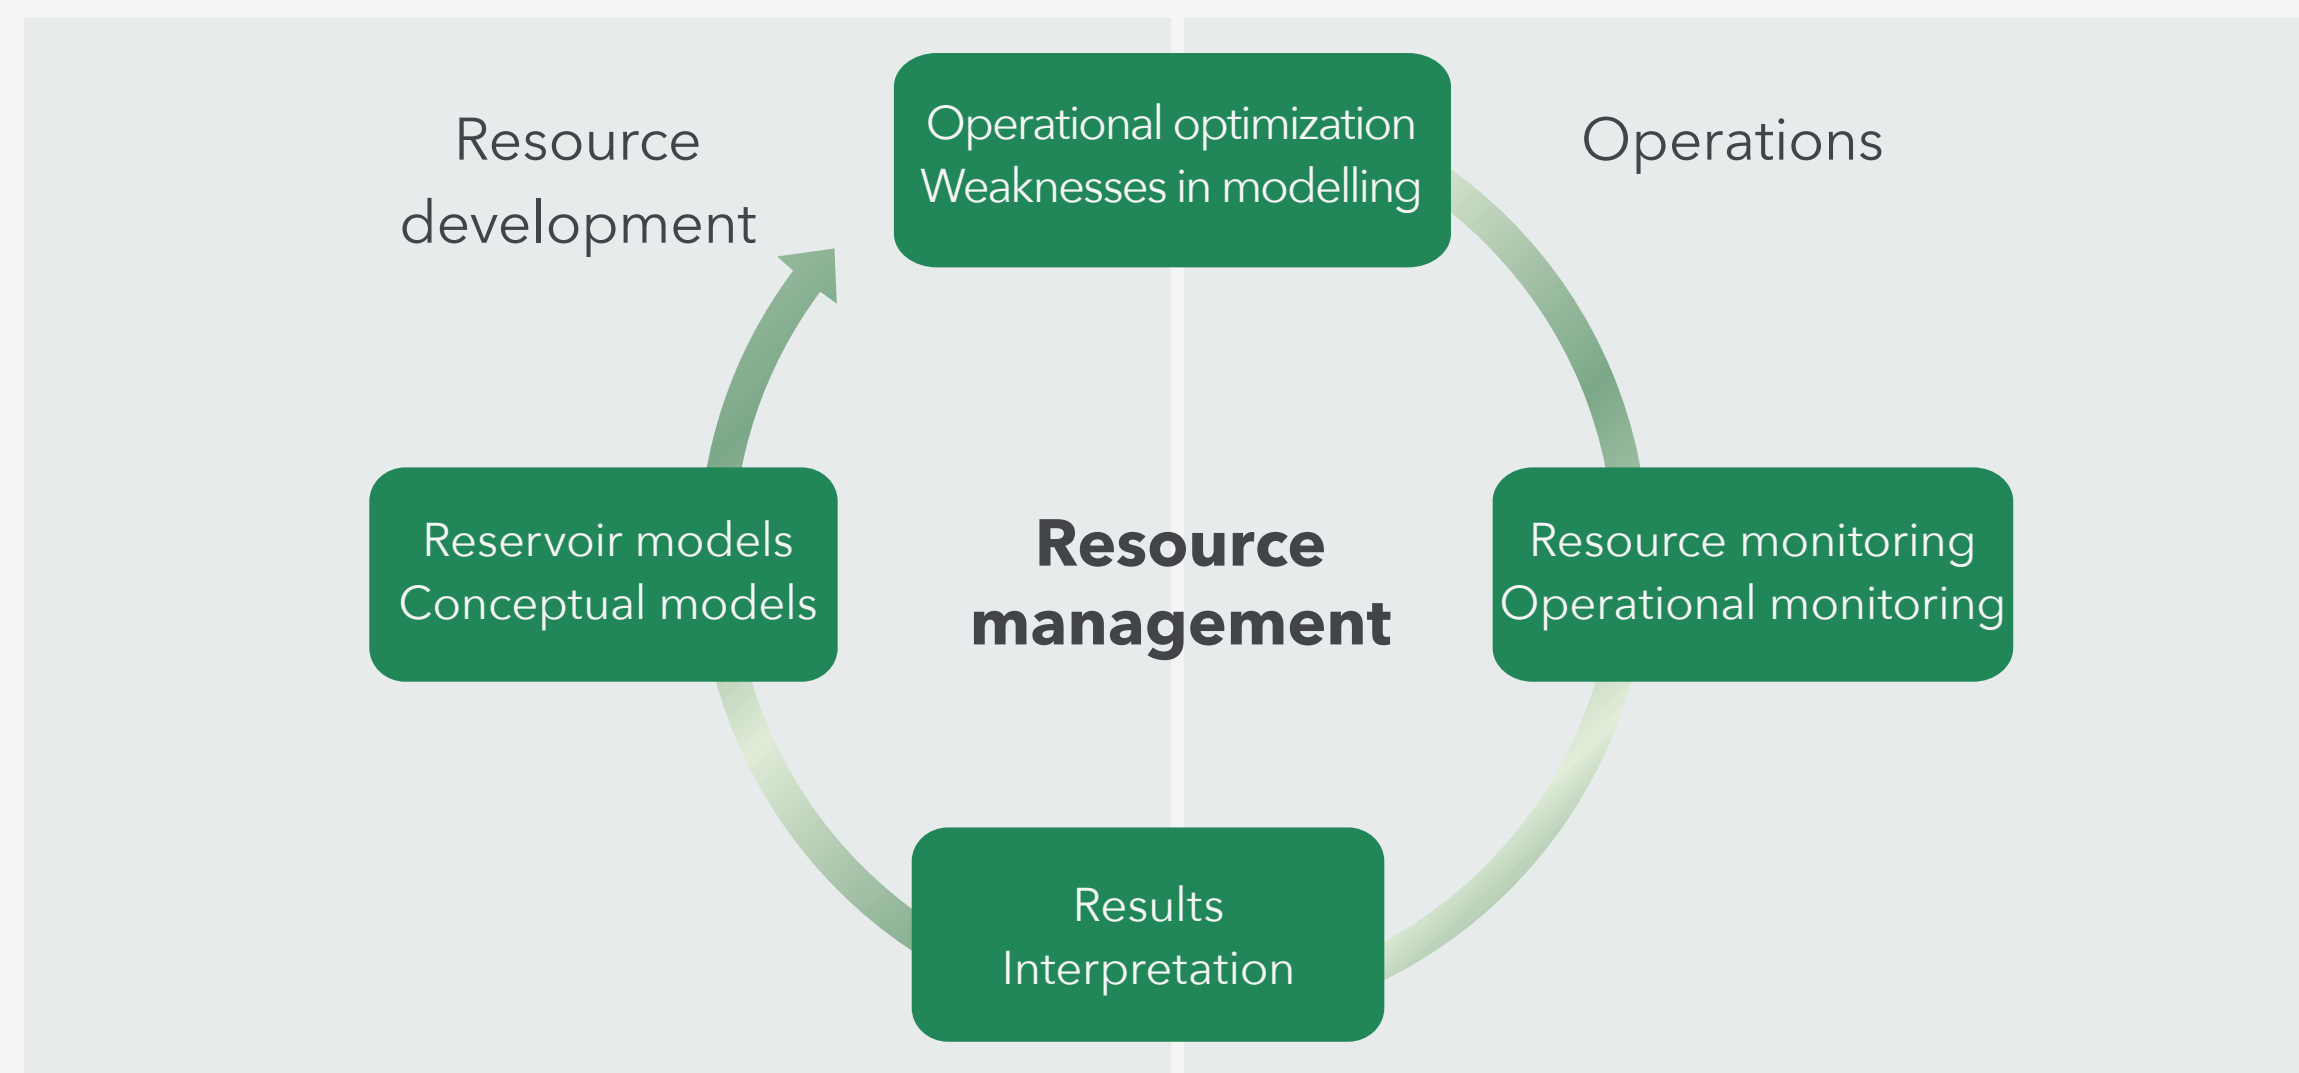 Resource
development
Operational optimization
Weaknesses in modelling
Operations
Reservoir models
Conceptual models
Resource
management
Resource monitoring
Operational monitoring
Results
Interpretation